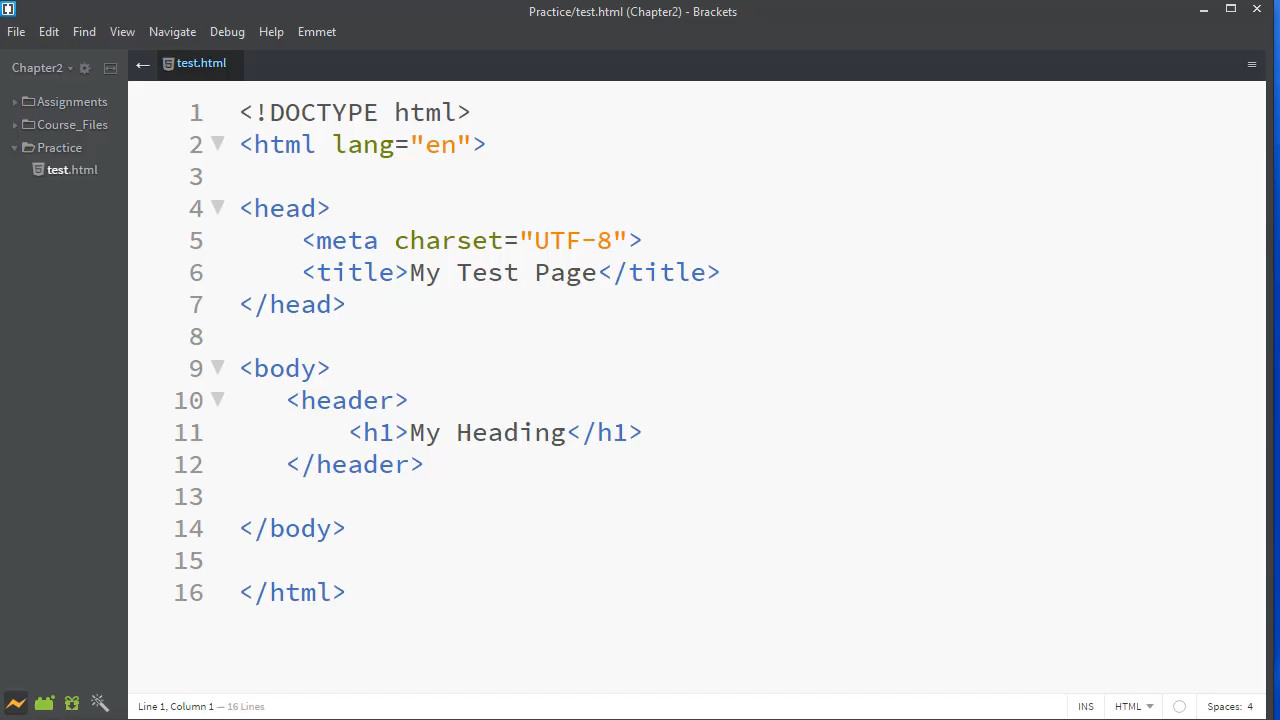 Practice/test.html (Chapter2) - Brackets
File Edit Find View Navigate Debug Help Emmet
Chapter2
test.html
Assignments
Course_Files
Practice
test.html
1 <!DOCTYPE html>
2 <html lang="en">
3
4 <head>
5     <meta charset="UTF-8">
6     <title>My Test Page</title>
7 </head>
8
9 <body>
10    <header>
11        <h1>My Heading</h1>
12    </header>
13
14 </body>
15
16 </html>
Line 1, Column 1 — 16 Lines
INS HTML Spaces: 4